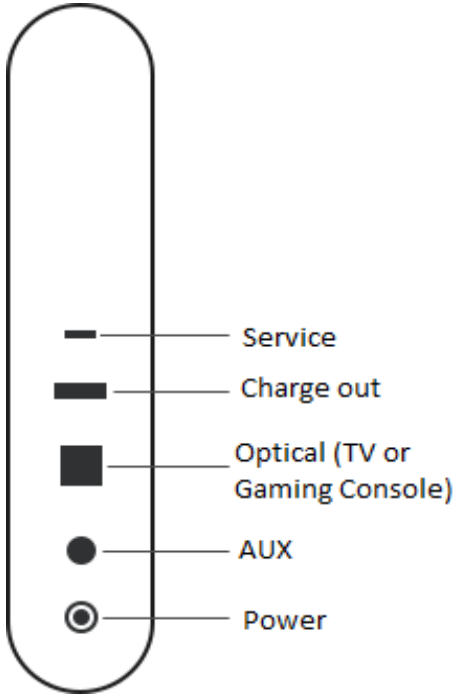 Service
Charge out
Optical (TV or
Gaming Console)
AUX
Power